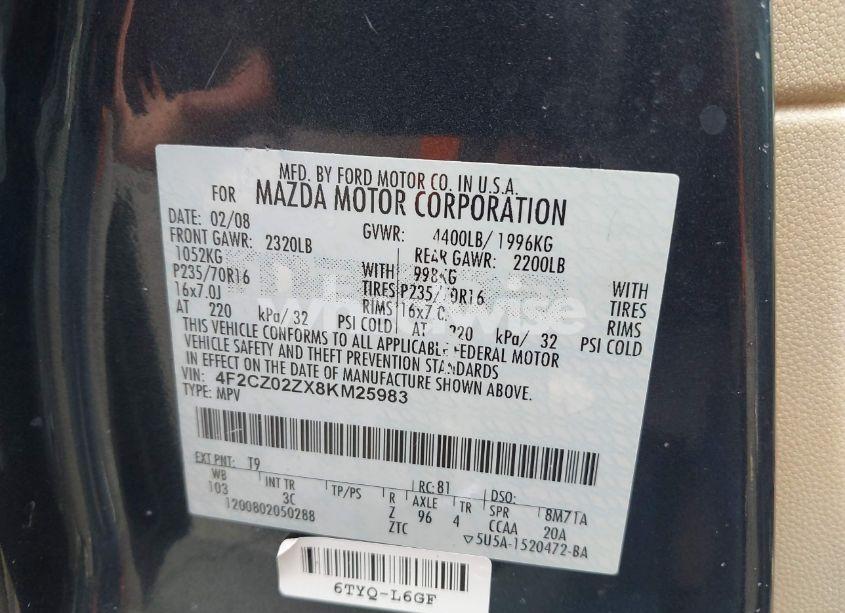 MFD. BY FORD MOTOR CO. IN U.S.A.
FOR MAZDA MOTOR CORPORATION
DATE: 02/08 GVWR: 4400LB/ 1996KG
FRONT GAWR: 2320LB REAR GAWR: 2200LB
1052KG WITH 998KG WITH
P235/70R16 TIRES P235/70R16 TIRES
16x7.0J RIMS 16x7.0J RIMS
AT 220 kPa/ 32 PSI COLD AT 220 kPa/ 32 PSI COLD
THIS VEHICLE CONFORMS TO ALL APPLICABLE FEDERAL MOTOR
VEHICLE SAFETY AND THEFT PREVENTION STANDARDS
IN EFFECT ON THE DATE OF MANUFACTURE SHOWN ABOVE.
VIN: 4F2CZ02ZX8KM25983
TYPE: MPV
EXT PNT: T9 RC: 81 DSO:
WB INT TR TP/PS R AXLE TR SPR 8M71A
103 3C Z 96 4 CCAA 20A
1200802050288 ZTC ▽5U5A-1520472-BA
6TYQ-L6GF